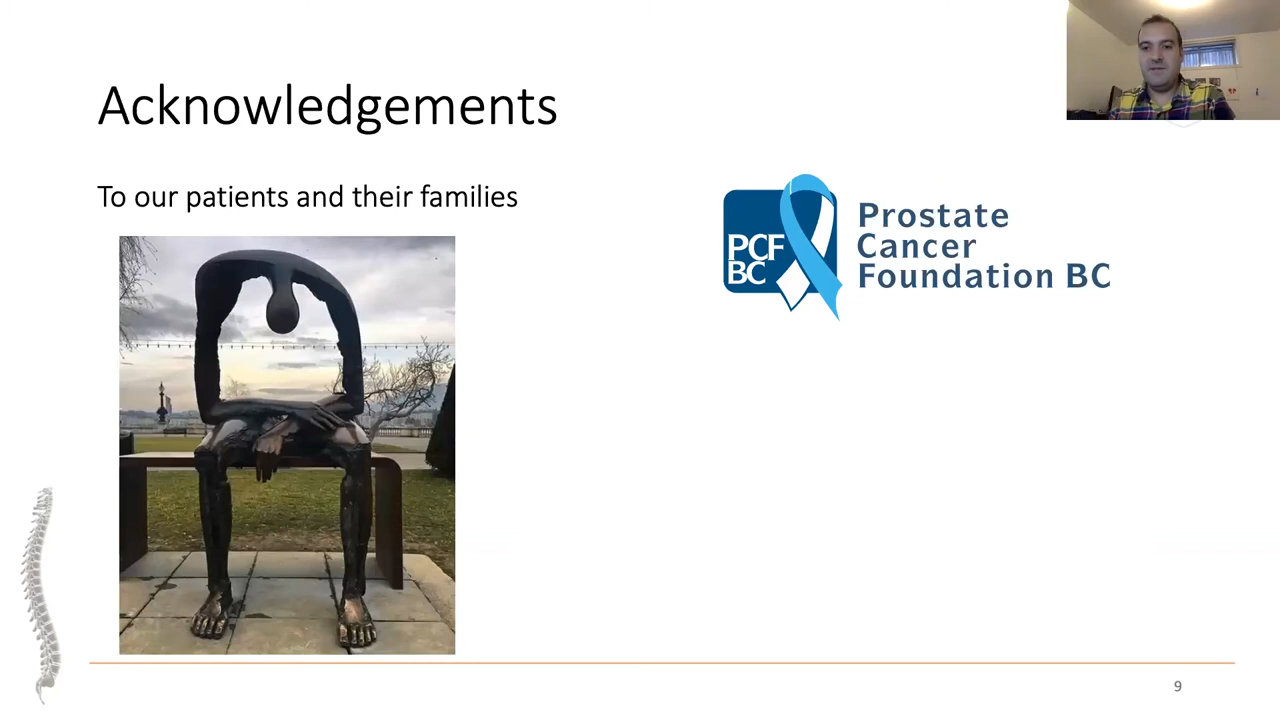 Acknowledgements
To our patients and their families
PCF
BC
Prostate
Cancer
Foundation BC
9